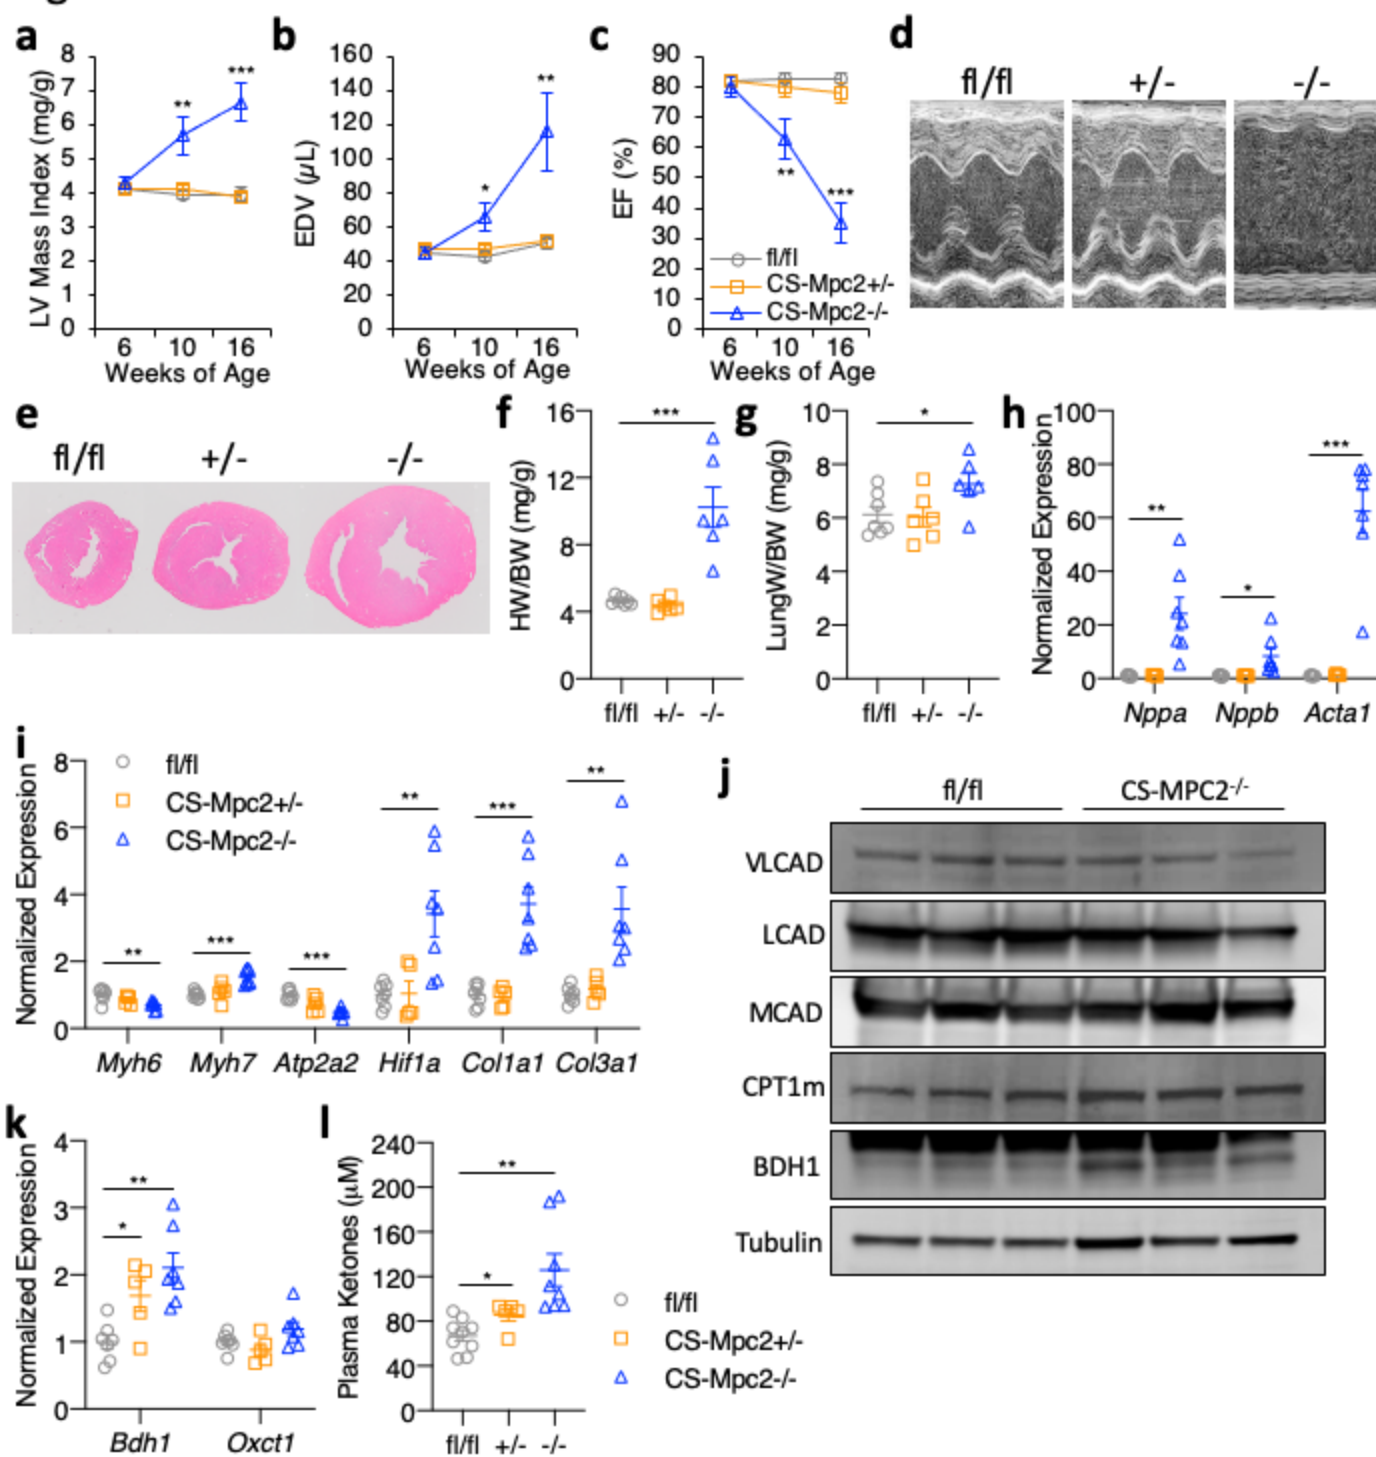 a
LV Mass Index (mg/g)
8
7
6
5
4
3
2
1
0
**
***
6 10 16
Weeks of Age
b
EDV (µL)
160
140
120
100
80
60
40
20
0
*
**
6 10 16
Weeks of Age
c
EF (%)
90
80
70
60
50
40
30
20
10
0
**
***
fl/fl
CS-Mpc2+/-
CS-Mpc2-/-
6 10 16
Weeks of Age
d
fl/fl +/- -/-
e
fl/fl +/- -/-
f
HW/BW (mg/g)
16
12
8
4
0
***
fl/fl +/- -/-
g
LungW/BW (mg/g)
10
8
6
4
2
0
*
fl/fl +/- -/-
h
Normalized Expression
100
80
60
40
20
0
**
*
***
Nppa Nppb Acta1
i
Normalized Expression
8
6
4
2
0
fl/fl
CS-Mpc2+/-
CS-Mpc2-/-
** *** *** ** *** **
Myh6 Myh7 Atp2a2 Hif1a Col1a1 Col3a1
j
fl/fl CS-MPC2-/-
VLCAD
LCAD
MCAD
CPT1m
BDH1
Tubulin
k
Normalized Expression
4
3
2
1
0
**
*
Bdh1 Oxct1
l
Plasma Ketones (µM)
240
200
160
120
80
40
0
**
*
fl/fl +/- -/-
fl/fl
CS-Mpc2+/-
CS-Mpc2-/-